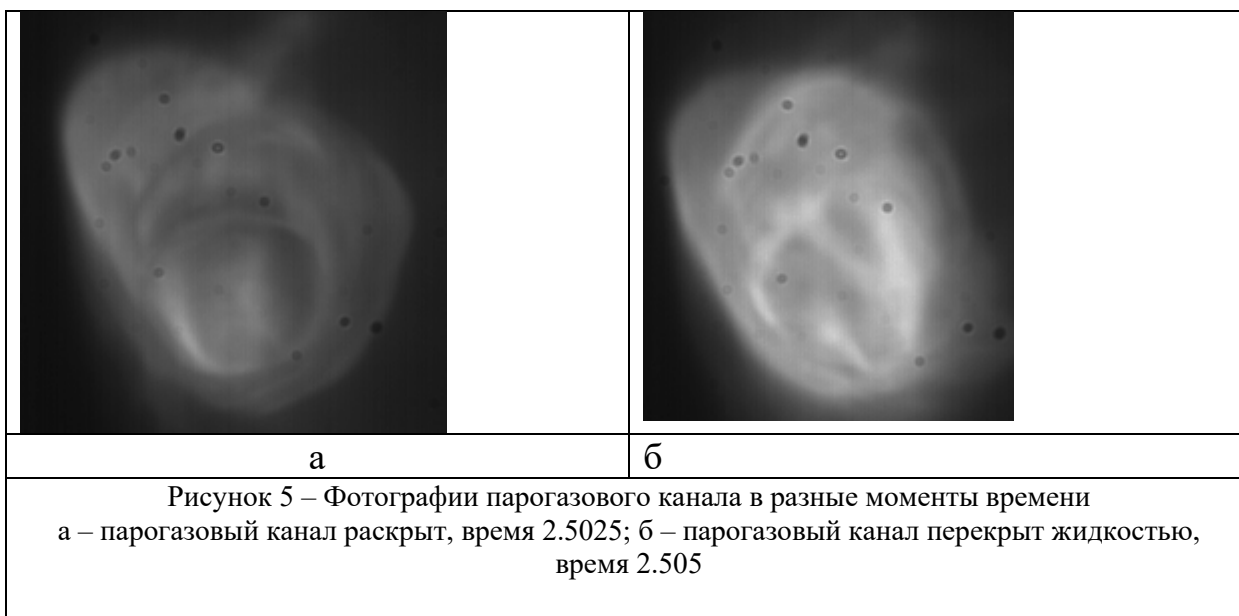 а
б
Рисунок 5 – Фотографии парогазового канала в разные моменты времени
а – парогазовый канал раскрыт, время 2.5025; б – парогазовый канал перекрыт жидкостью,
время 2.505